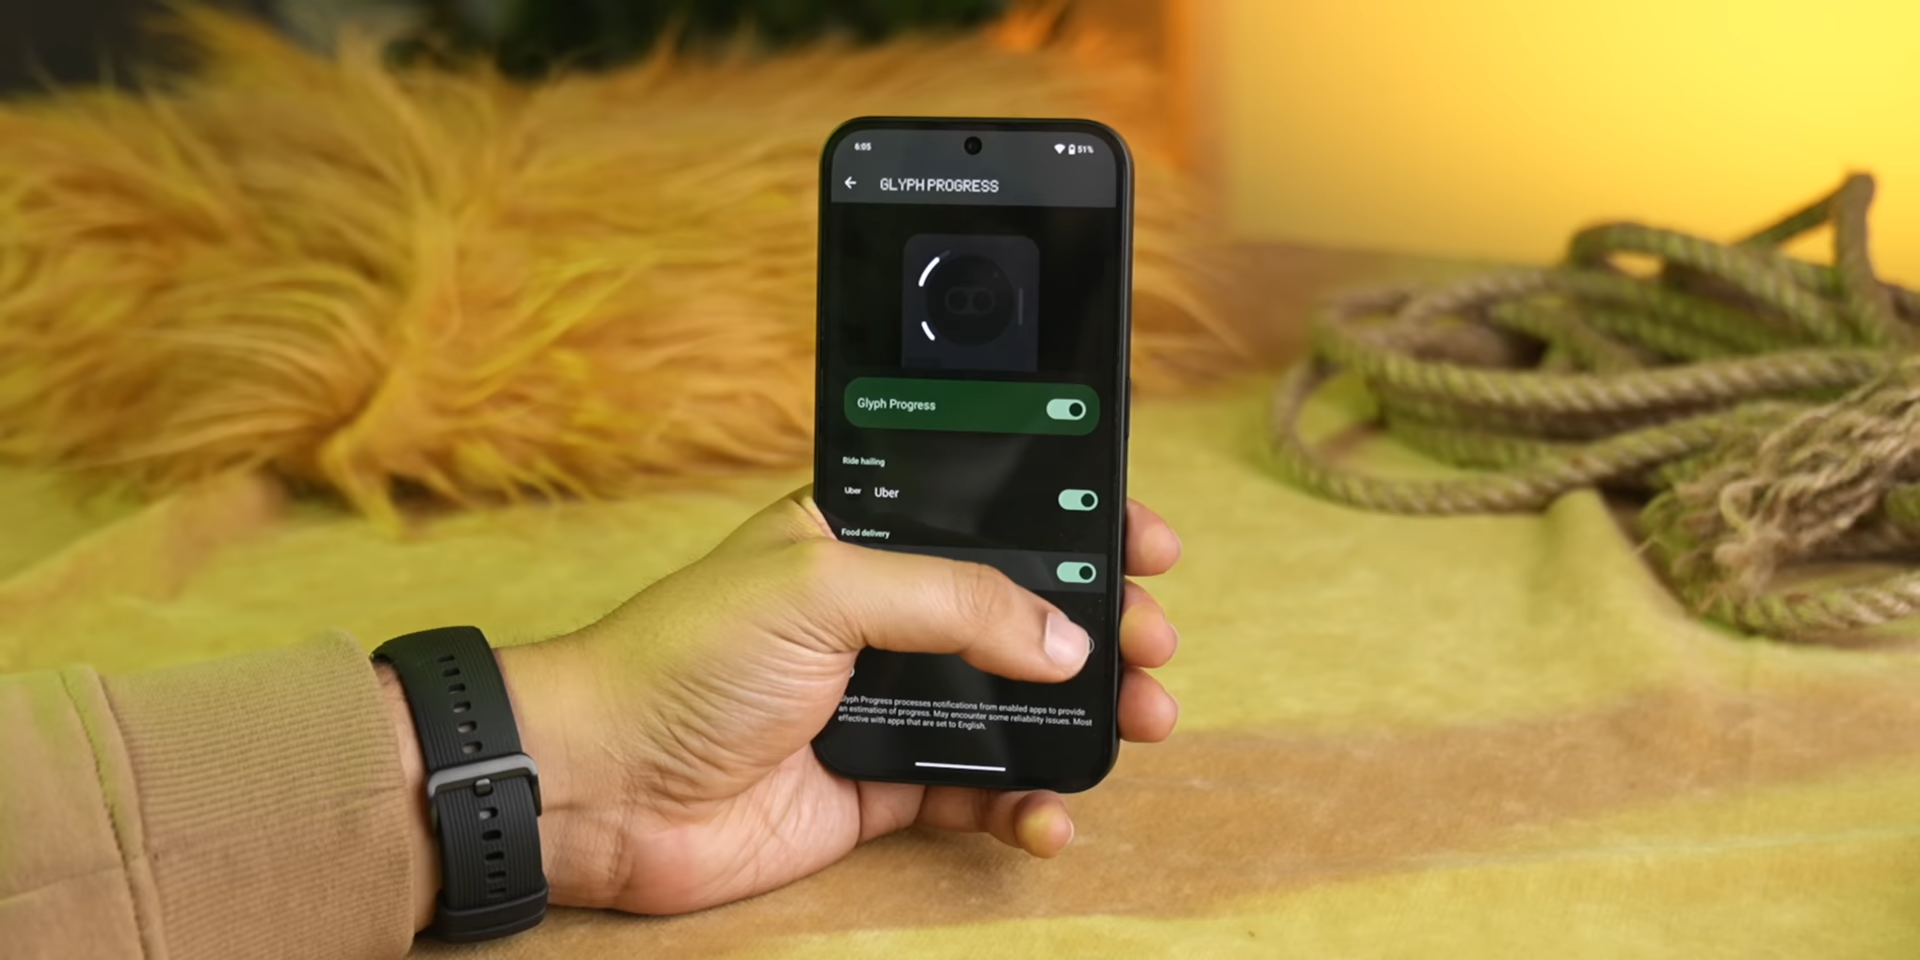 6:05
51%
GLYPH PROGRESS
Glyph Progress
Ride hailing
Uber Uber
Food delivery
Glyph Progress processes notifications from enabled apps to provide
an estimation of progress. May encounter some reliability issues. Most
effective with apps that are set to English.